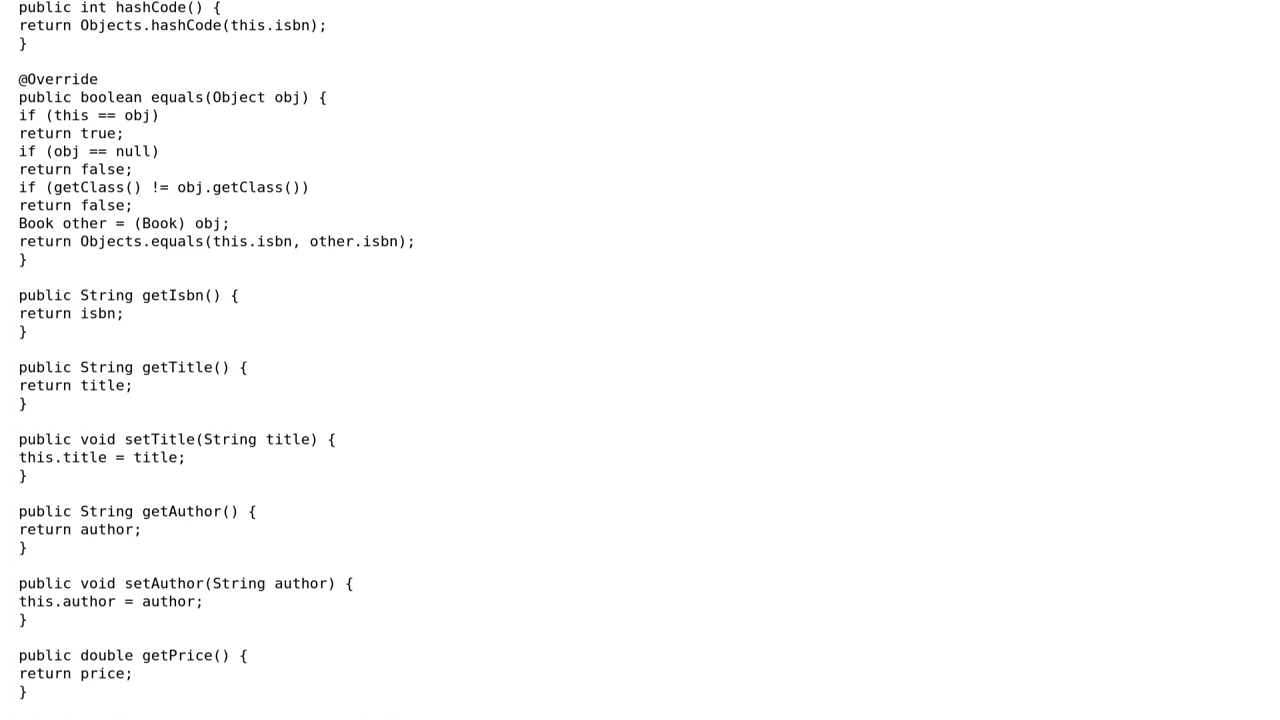 public int hashCode() {
return Objects.hashCode(this.isbn);
}
@Override
public boolean equals(Object obj) {
if (this == obj)
return true;
if (obj == null)
return false;
if (getClass() != obj.getClass())
return false;
Book other = (Book) obj;
return Objects.equals(this.isbn, other.isbn);
}
public String getIsbn() {
return isbn;
}
public String getTitle() {
return title;
}
public void setTitle(String title) {
this.title = title;
}
public String getAuthor() {
return author;
}
public void setAuthor(String author) {
this.author = author;
}
public double getPrice() {
return price;
}